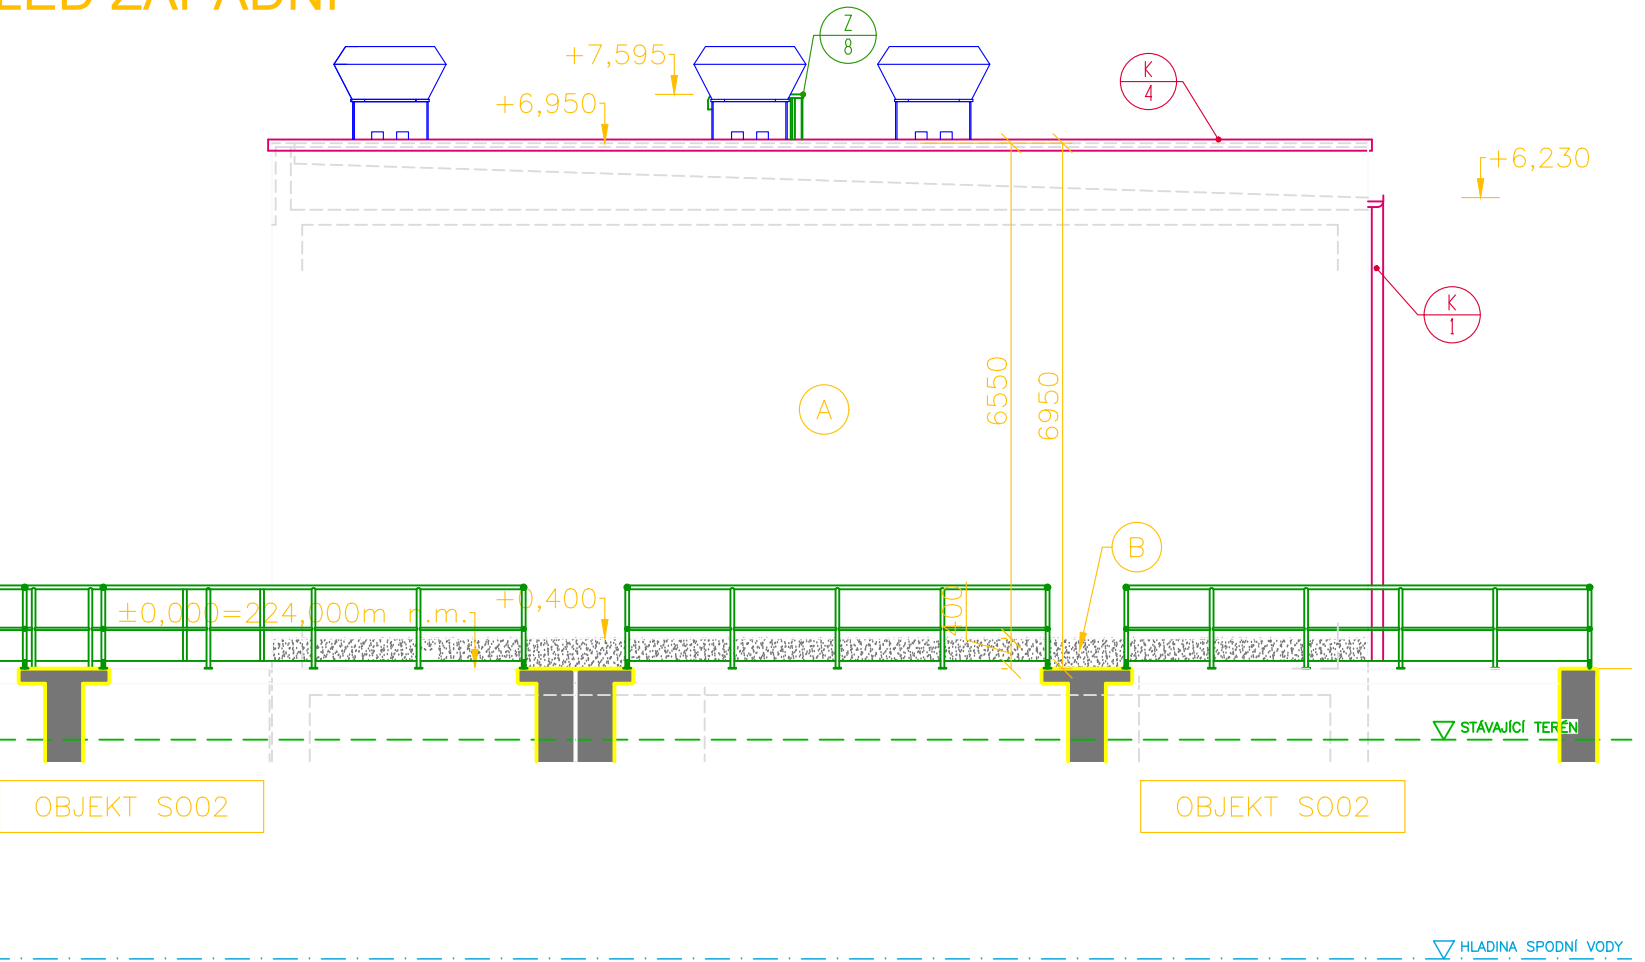 ZÁPADNÍ
Z
8
+7,595
K
4
+6,950
+6,230
K
1
6550
6950
A
B
400
+0,400
±0,000=224,000m n.m.
STÁVAJÍCÍ TERÉN
OBJEKT SO02
OBJEKT SO02
HLADINA SPODNÍ VODY